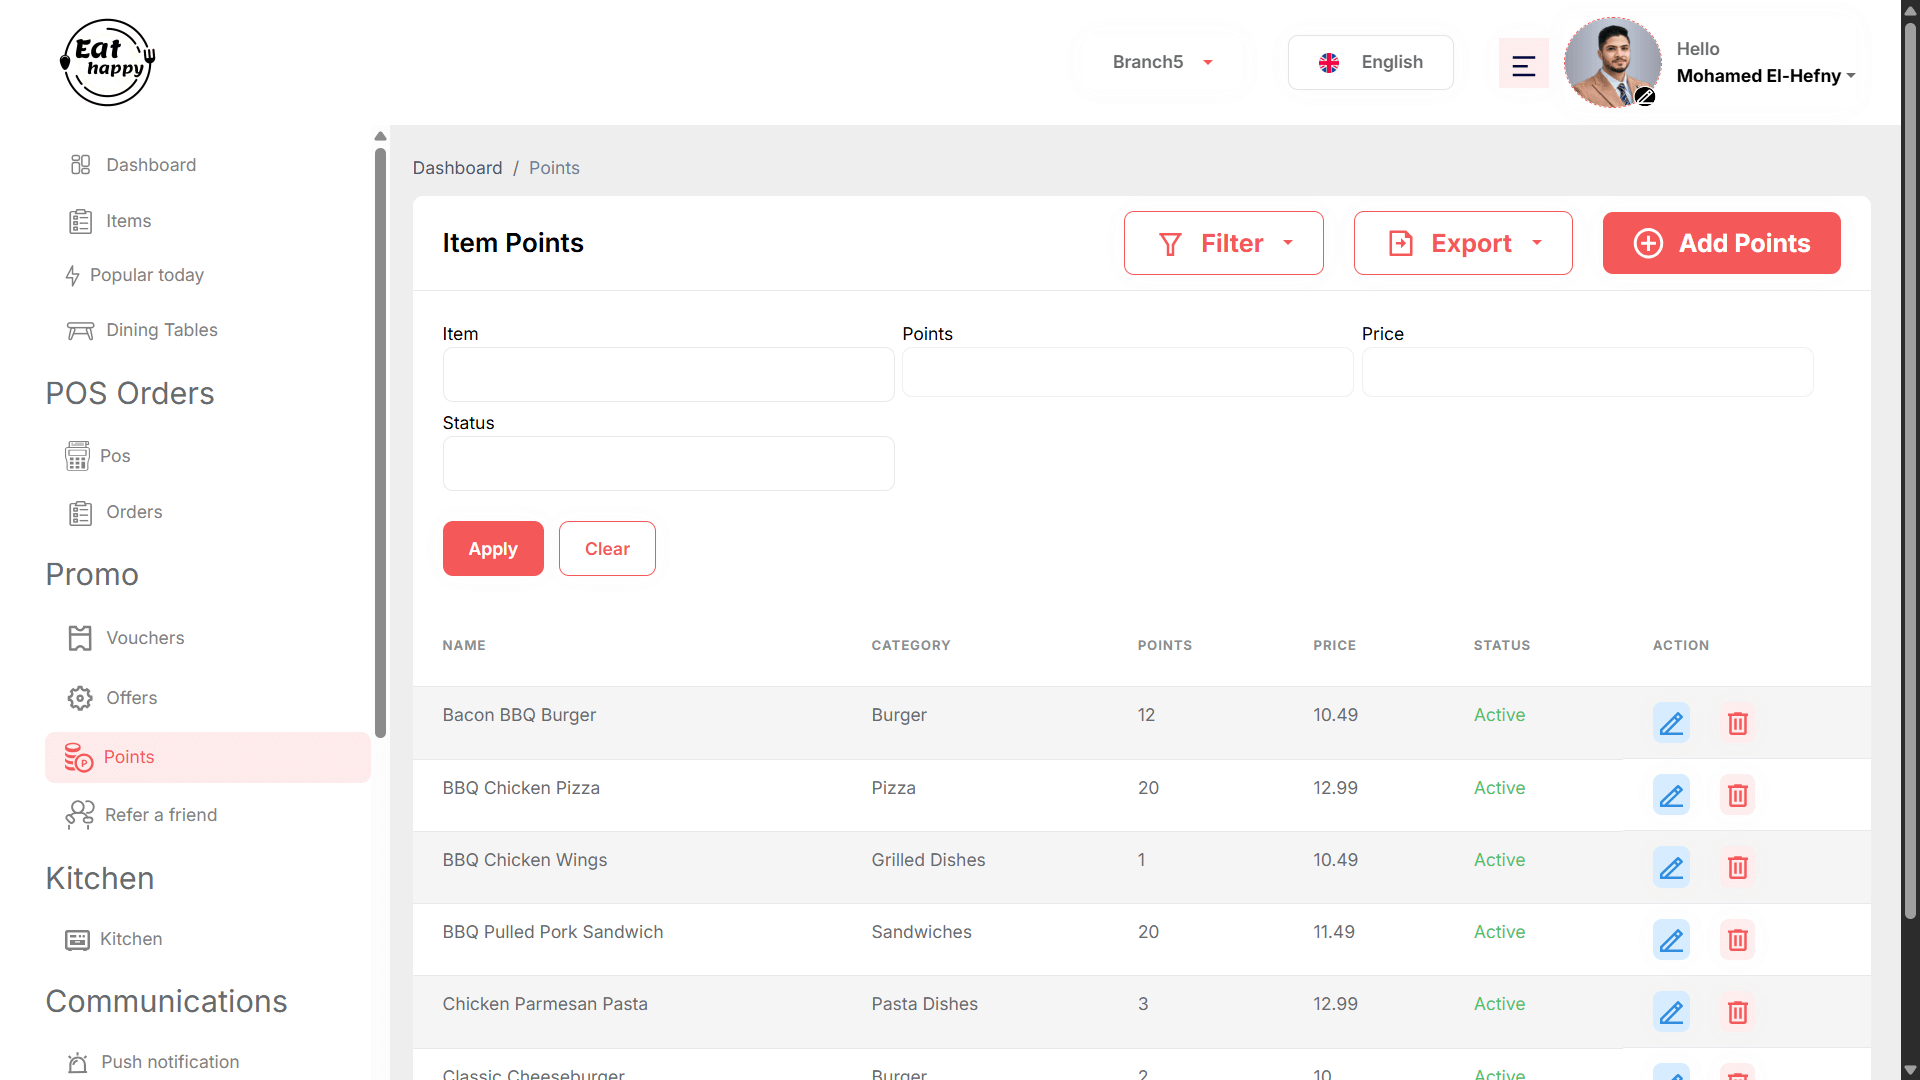 Eat
happy
Branch5
English
Hello
Mohamed El-Hefny
Dashboard
Items
Popular today
Dining Tables
POS Orders
Pos
Orders
Promo
Vouchers
Offers
Points
Refer a friend
Kitchen
Kitchen
Communications
Push notification
Dashboard / Points
Item Points
Filter
Export
Add Points
Item
Points
Price
Status
Apply
Clear
NAME CATEGORY POINTS PRICE STATUS ACTION
Bacon BBQ Burger Burger 12 10.49 Active
BBQ Chicken Pizza Pizza 20 12.99 Active
BBQ Chicken Wings Grilled Dishes 1 10.49 Active
BBQ Pulled Pork Sandwich Sandwiches 20 11.49 Active
Chicken Parmesan Pasta Pasta Dishes 3 12.99 Active
Classic Cheeseburger Burger 2 10 Active